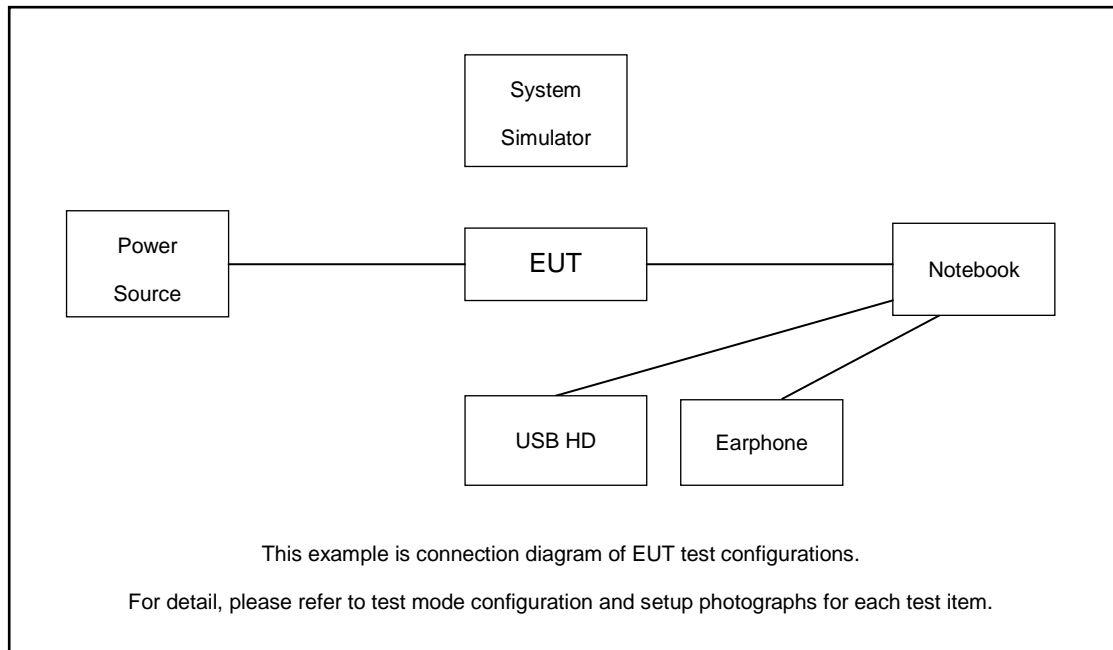 System
Simulator
Power
Source
EUT
Notebook
USB HD
Earphone
This example is connection diagram of EUT test configurations.
For detail, please refer to test mode configuration and setup photographs for each test item.